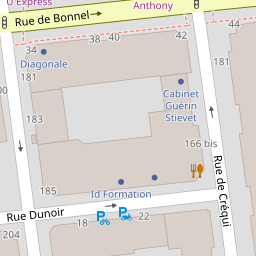 U Express
Anthony
Rue de Bonnel
34
38
40
42
44
Diagonale
181
181
Cabinet
Guérin
Stievet
183
166 bis
185
Id Formation
Rue de Créqui
Rue Dunoir
18
22
204